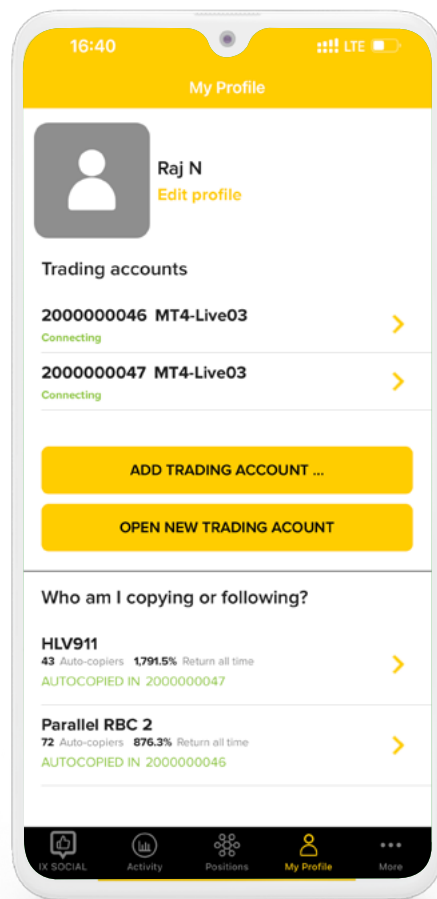 16:40 LTE
My Profile
Raj N
Edit profile
Trading accounts
2000000046 MT4-Live03
Connecting
2000000047 MT4-Live03
Connecting
ADD TRADING ACCOUNT ...
OPEN NEW TRADING ACOUNT
Who am I copying or following?
HLV911
43 Auto-copiers 1,791.5% Return all time
AUTOCOPIED IN 2000000047
Parallel RBC 2
72 Auto-copiers 876.3% Return all time
AUTOCOPIED IN 2000000046
IX SOCIAL Activity Positions My Profile More